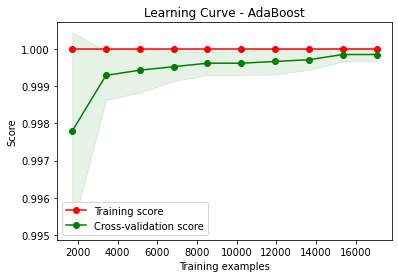 Learning Curve - AdaBoost
1.000
0.999
0.998
0.997
0.996
0.995
Score
Training score
Cross-validation score
2000 4000 6000 8000 10000 12000 14000 16000
Training examples